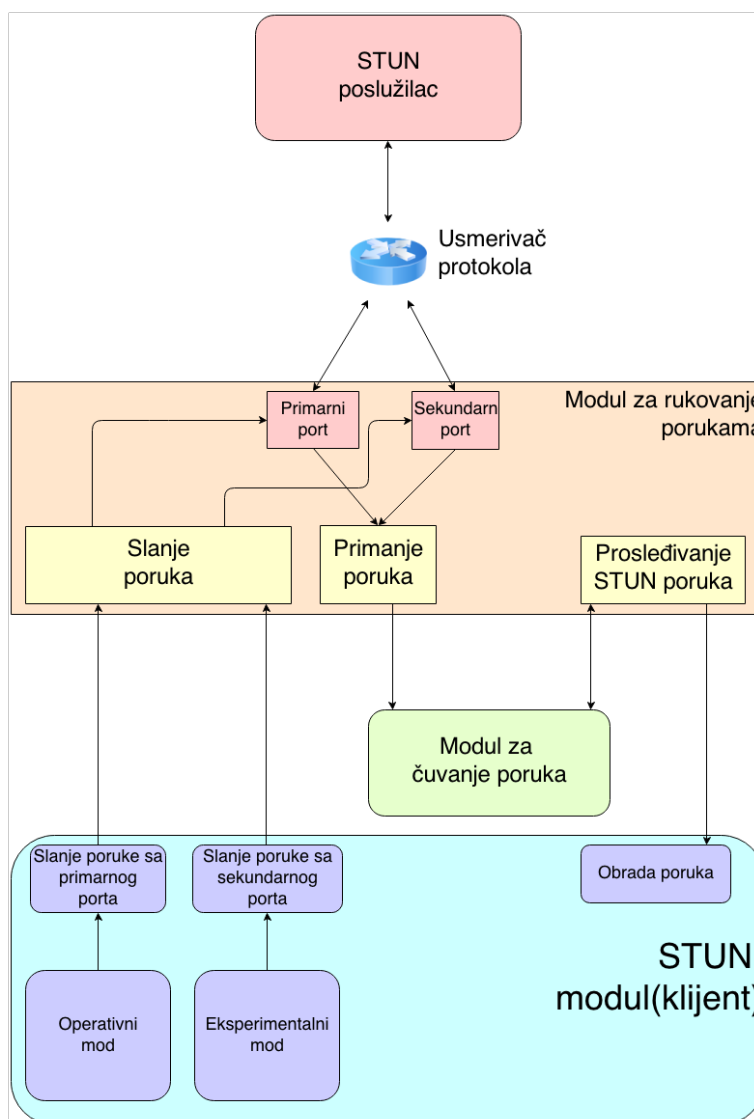 STUN
poslužilac
Usmerivač
protokola
Modul za rukovanje
porukama
Primarni
port
Sekundarn
port
Slanje
poruka
Primanje
poruka
Prosleđivanje
STUN poruka
Modul za
čuvanje poruka
Slanje poruke sa
primarnog
porta
Slanje poruke sa
sekundarnog
porta
Obrada poruka
STUN
modul(klijent)
Operativni
mod
Eksperimentalni
mod